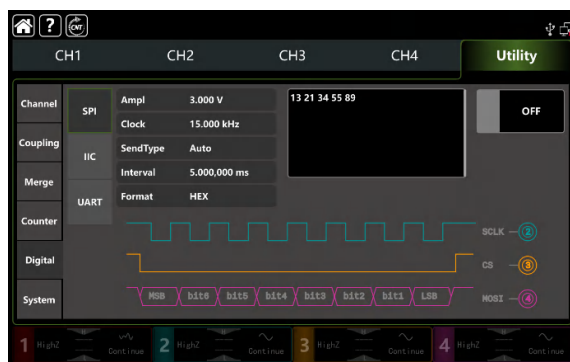 ? CNT
CH1 CH2 CH3 CH4 Utility
Channel
Coupling
Merge
Counter
Digital
System
SPI
IIC
UART
Ampl 3.000 V
Clock 15.000 kHz
SendType Auto
Interval 5.000,000 ms
Format HEX
13 21 34 55 89
OFF
SCLK 2
CS 3
MSB bit6 bit5 bit4 bit3 bit2 bit1 LSB MOSI 4
1 HighZ Continue 2 HighZ Continue 3 HighZ Continue 4 HighZ Continue